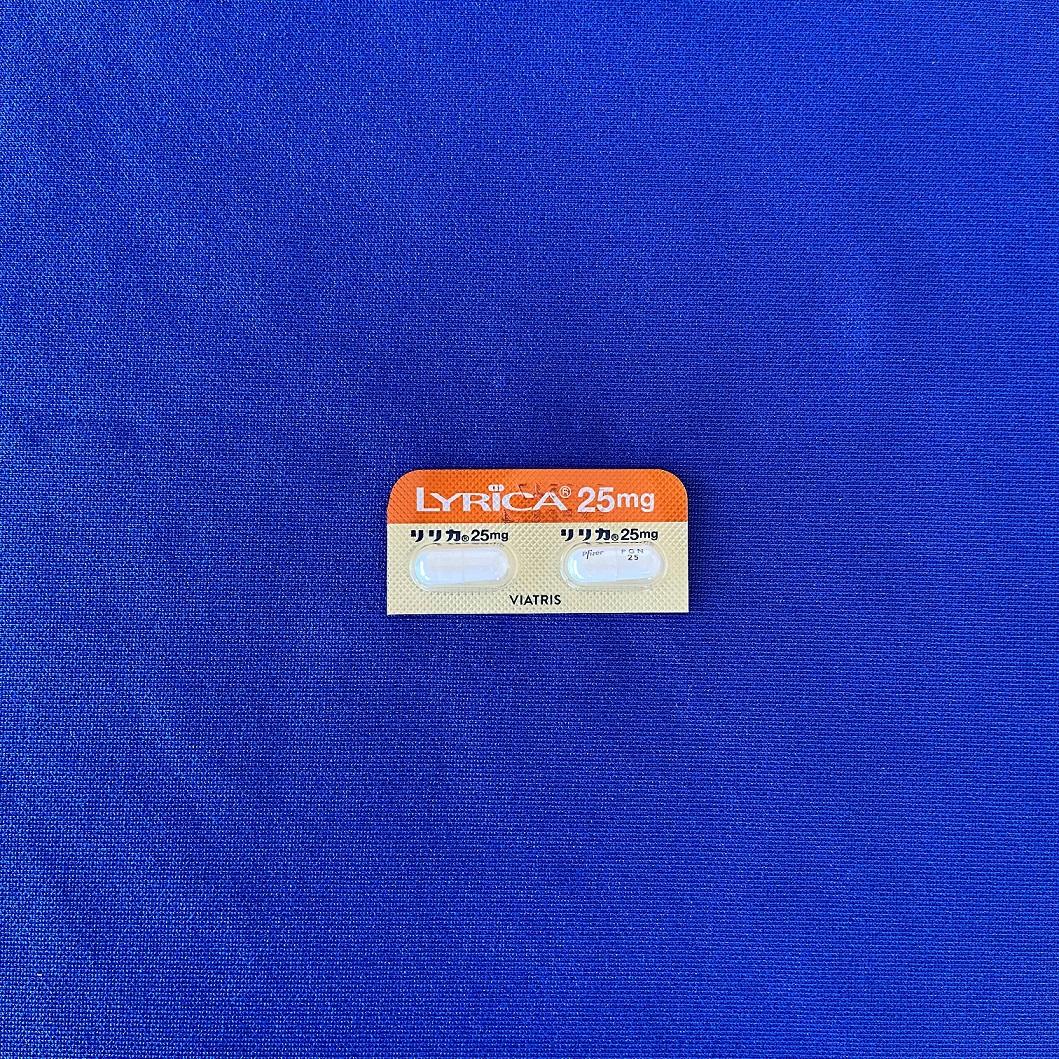 LYRICA® 25mg
リリカ®25mg リリカ®25mg
Pfizer PGN
25
VIATRIS